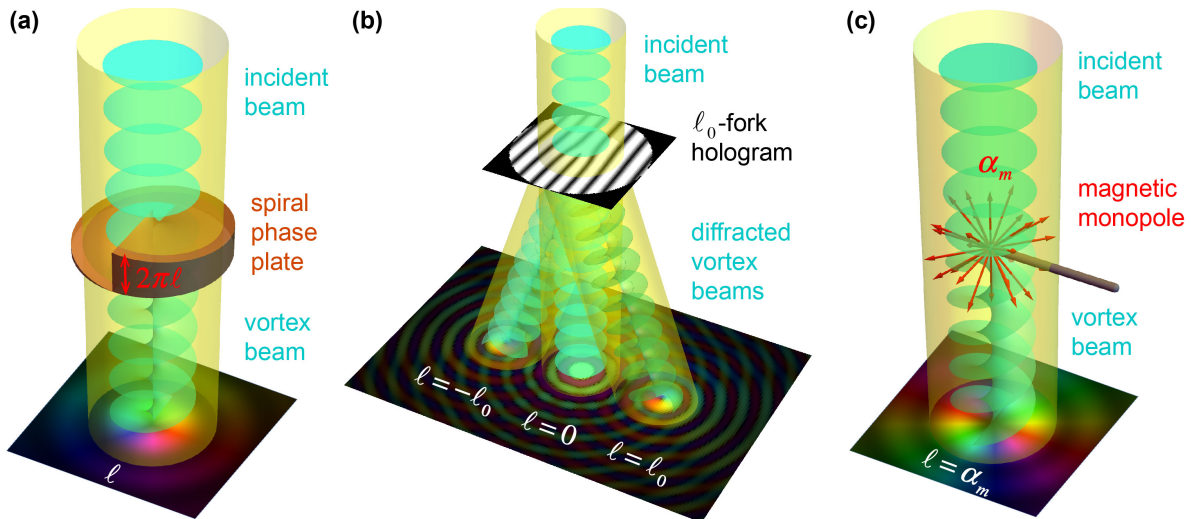 (a)
incident
beam
spiral
phase
plate
2πℓ
vortex
beam
ℓ
(b)
incident
beam
ℓ₀-fork
hologram
diffracted
vortex
beams
ℓ=−ℓ₀
ℓ=0
ℓ=ℓ₀
(c)
incident
beam
αₘ
magnetic
monopole
vortex
beam
ℓ=αₘ